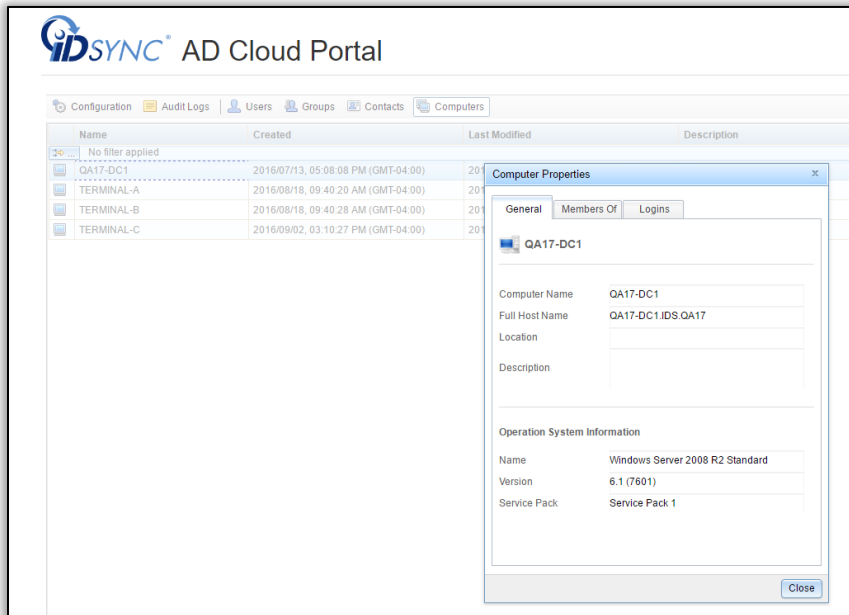 iDSYNC® AD Cloud Portal
Configuration Audit Logs Users Groups Contacts Computers
Name Created Last Modified Description
No filter applied
QA17-DC1 2016/07/13, 05:08:08 PM (GMT-04:00) 201
TERMINAL-A 2016/08/18, 09:40:20 AM (GMT-04:00) 201
TERMINAL-B 2016/08/18, 09:40:28 AM (GMT-04:00) 201
TERMINAL-C 2016/09/02, 03:10:27 PM (GMT-04:00) 201
Computer Properties x
General Members Of Logins
QA17-DC1
Computer Name QA17-DC1
Full Host Name QA17-DC1.IDS.QA17
Location
Description
Operation System Information
Name Windows Server 2008 R2 Standard
Version 6.1 (7601)
Service Pack Service Pack 1
Close